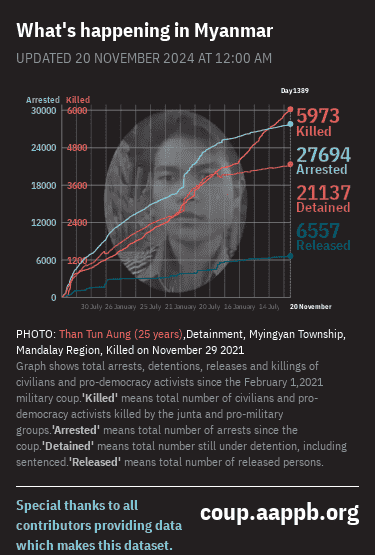 What's happening in Myanmar
UPDATED 20 NOVEMBER 2024 AT 12:00 AM
Day1389
Arrested Killed
30000 6000
24000 4800
18000 3600
12000 2400
6000 1200
0
5973
Killed
27694
Arrested
21137
Detained
6557
Released
30 July 26 January 25 July 21 January 20 July 16 January 14 July 20 November
PHOTO: Than Tun Aung (25 years),Detainment, Myingyan Township,
Mandalay Region, Killed on November 29 2021
Graph shows total arrests, detentions, releases and killings of
civilians and pro-democracy activists since the February 1,2021
military coup.'Killed' means total number of civilians and pro-
democracy activists killed by the junta and pro-military
groups.'Arrested' means total number of arrests since the
coup.'Detained' means total number still under detention, including
sentenced.'Released' means total number of released persons.
Special thanks to all
contributors providing data
which makes this dataset.
coup.aappb.org